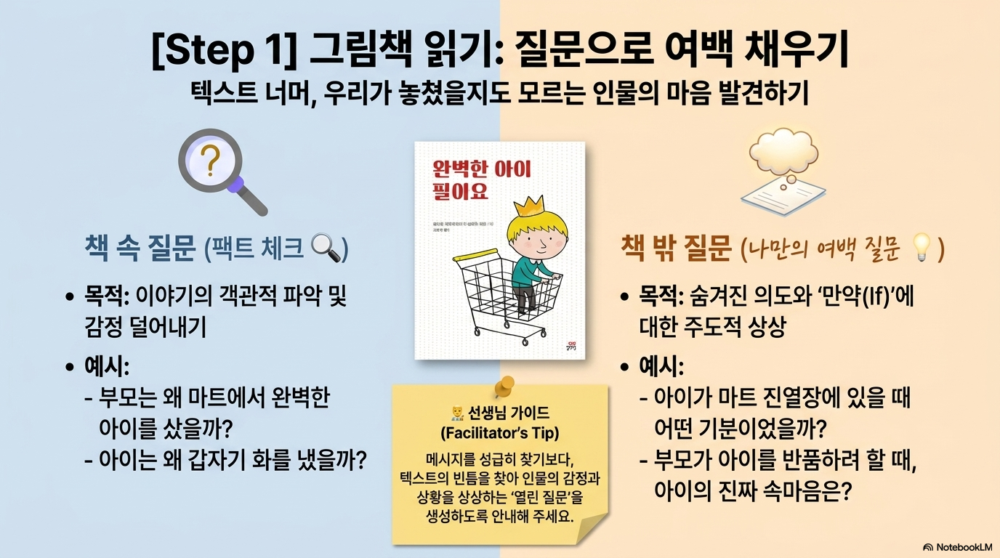 [Step 1] 그림책 읽기: 질문으로 여백 채우기
텍스트 너머, 우리가 놓쳤을지도 모르는 인물의 마음 발견하기
?
책 속 질문 (팩트 체크 🔍)
• 목적: 이야기의 객관적 파악 및
감정 덜어내기
• 예시:
- 부모는 왜 마트에서 완벽한
아이를 샀을까?
- 아이는 왜 갑자기 화를 냈을까?
완벽한 아이
필이요
선생님 가이드
(Facilitator's Tip)
메시지를 성급히 찾기보다,
텍스트의 빈틈을 찾아 인물의 감정과
상황을 상상하는 '열린 질문'을
생성하도록 안내해 주세요.
책 밖 질문 (나만의 여백 질문 💡)
• 목적: 숨겨진 의도와 '만약(If)'에
대한 주도적 상상
• 예시:
- 아이가 마트 진열장에 있을 때
어떤 기분이었을까?
- 부모가 아이를 반품하려 할 때,
아이의 진짜 속마음은?
NotebookLM